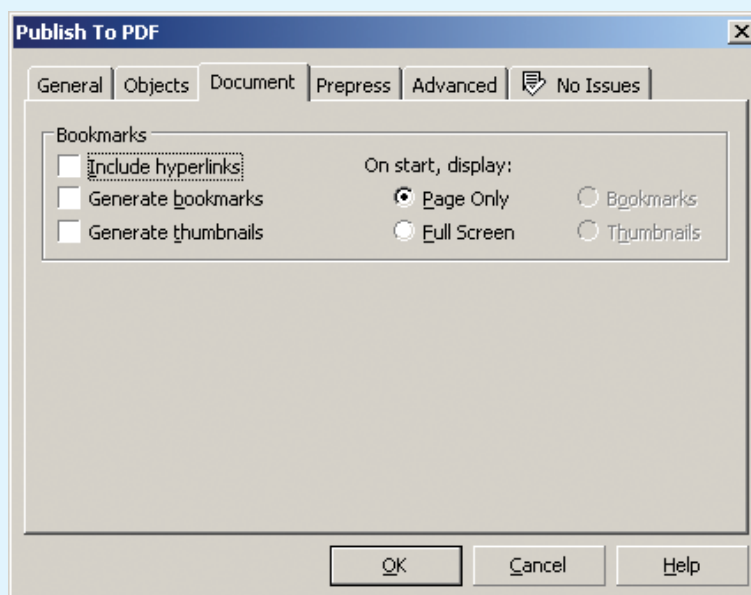 Publish To PDF
General Objects Document Prepress Advanced No Issues
Bookmarks
Include hyperlinks On start, display:
Generate bookmarks Page Only Bookmarks
Generate thumbnails Full Screen Thumbnails
OK Cancel Help